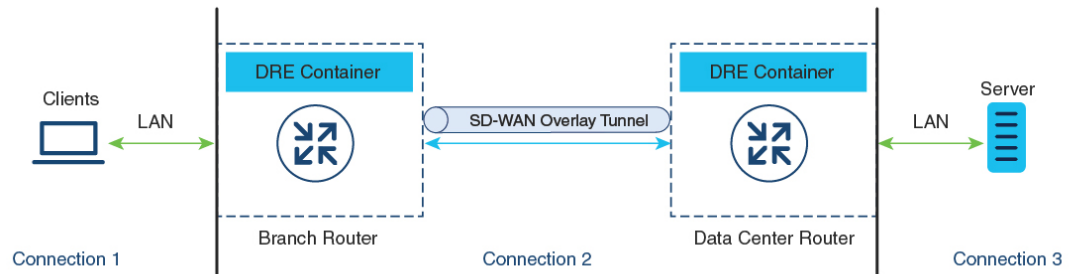 DRE Container
DRE Container
Clients
Server
LAN
SD-WAN Overlay Tunnel
LAN
Branch Router
Data Center Router
Connection 1
Connection 2
Connection 3